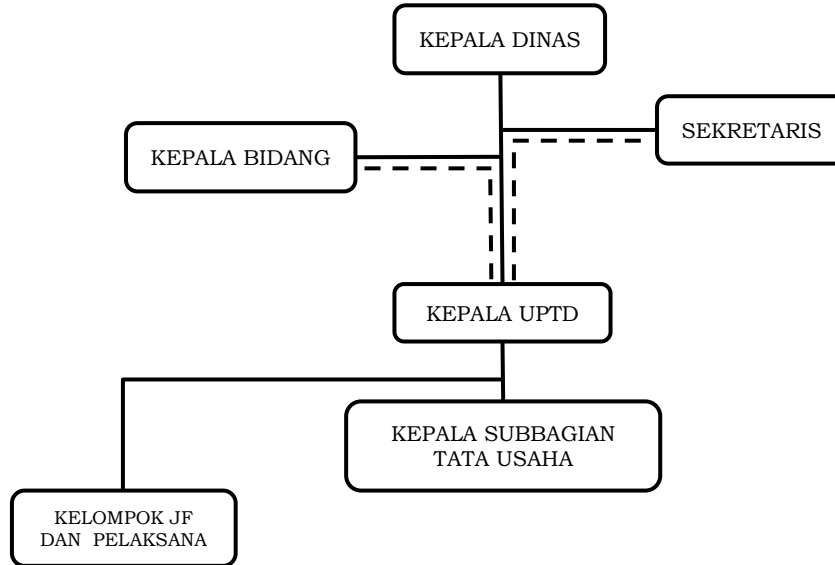 KEPALA DINAS
SEKRETARIS
KEPALA BIDANG
KEPALA UPTD
KEPALA SUBBAGIAN
TATA USAHA
KELOMPOK JF
DAN PELAKSANA